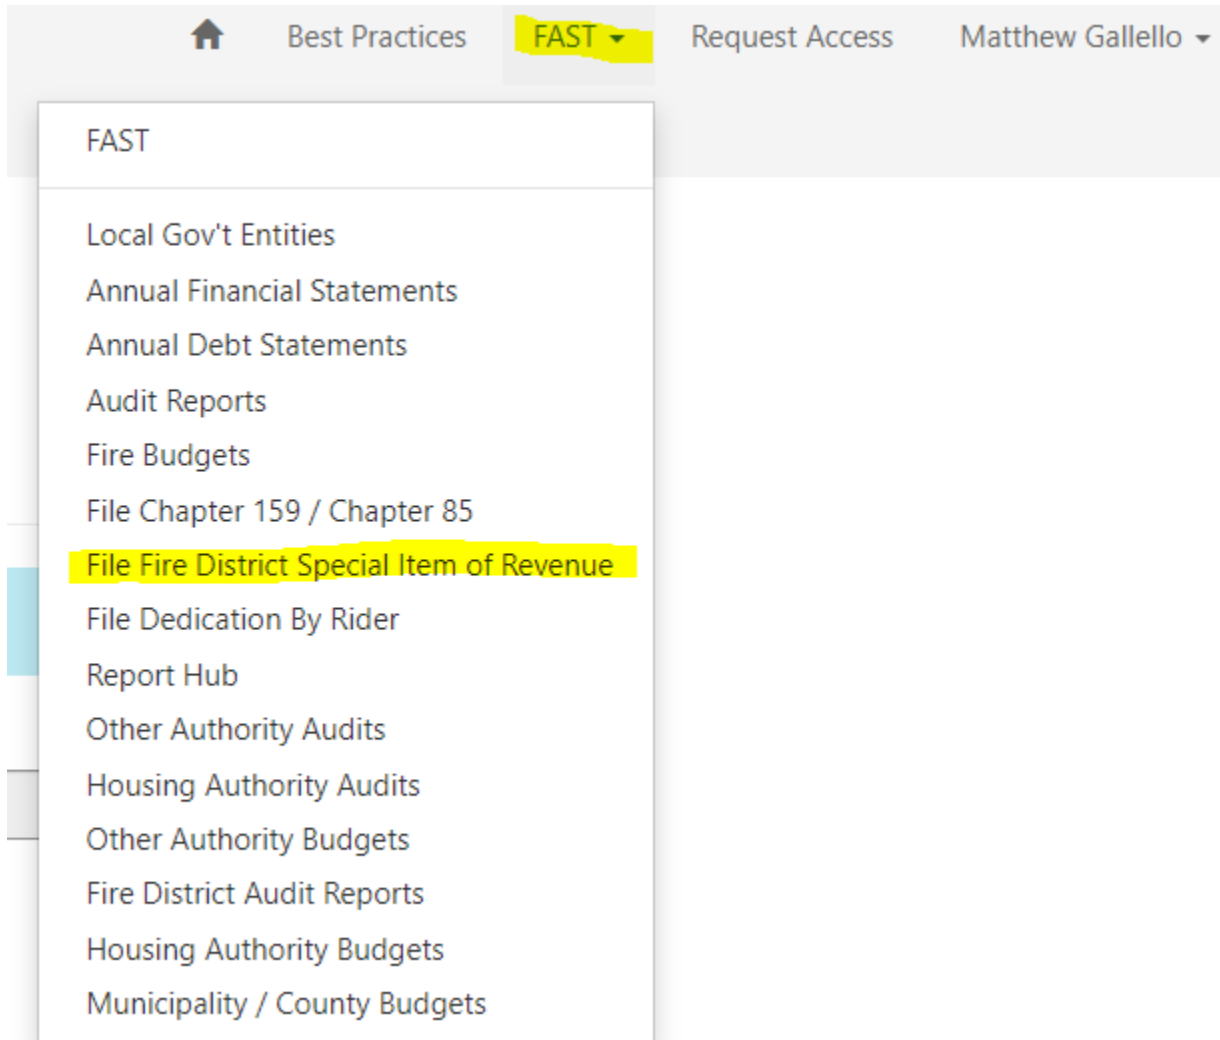 Best Practices FAST Request Access Matthew Gallello
FAST
Local Gov't Entities
Annual Financial Statements
Annual Debt Statements
Audit Reports
Fire Budgets
File Chapter 159 / Chapter 85
File Fire District Special Item of Revenue
File Dedication By Rider
Report Hub
Other Authority Audits
Housing Authority Audits
Other Authority Budgets
Fire District Audit Reports
Housing Authority Budgets
Municipality / County Budgets